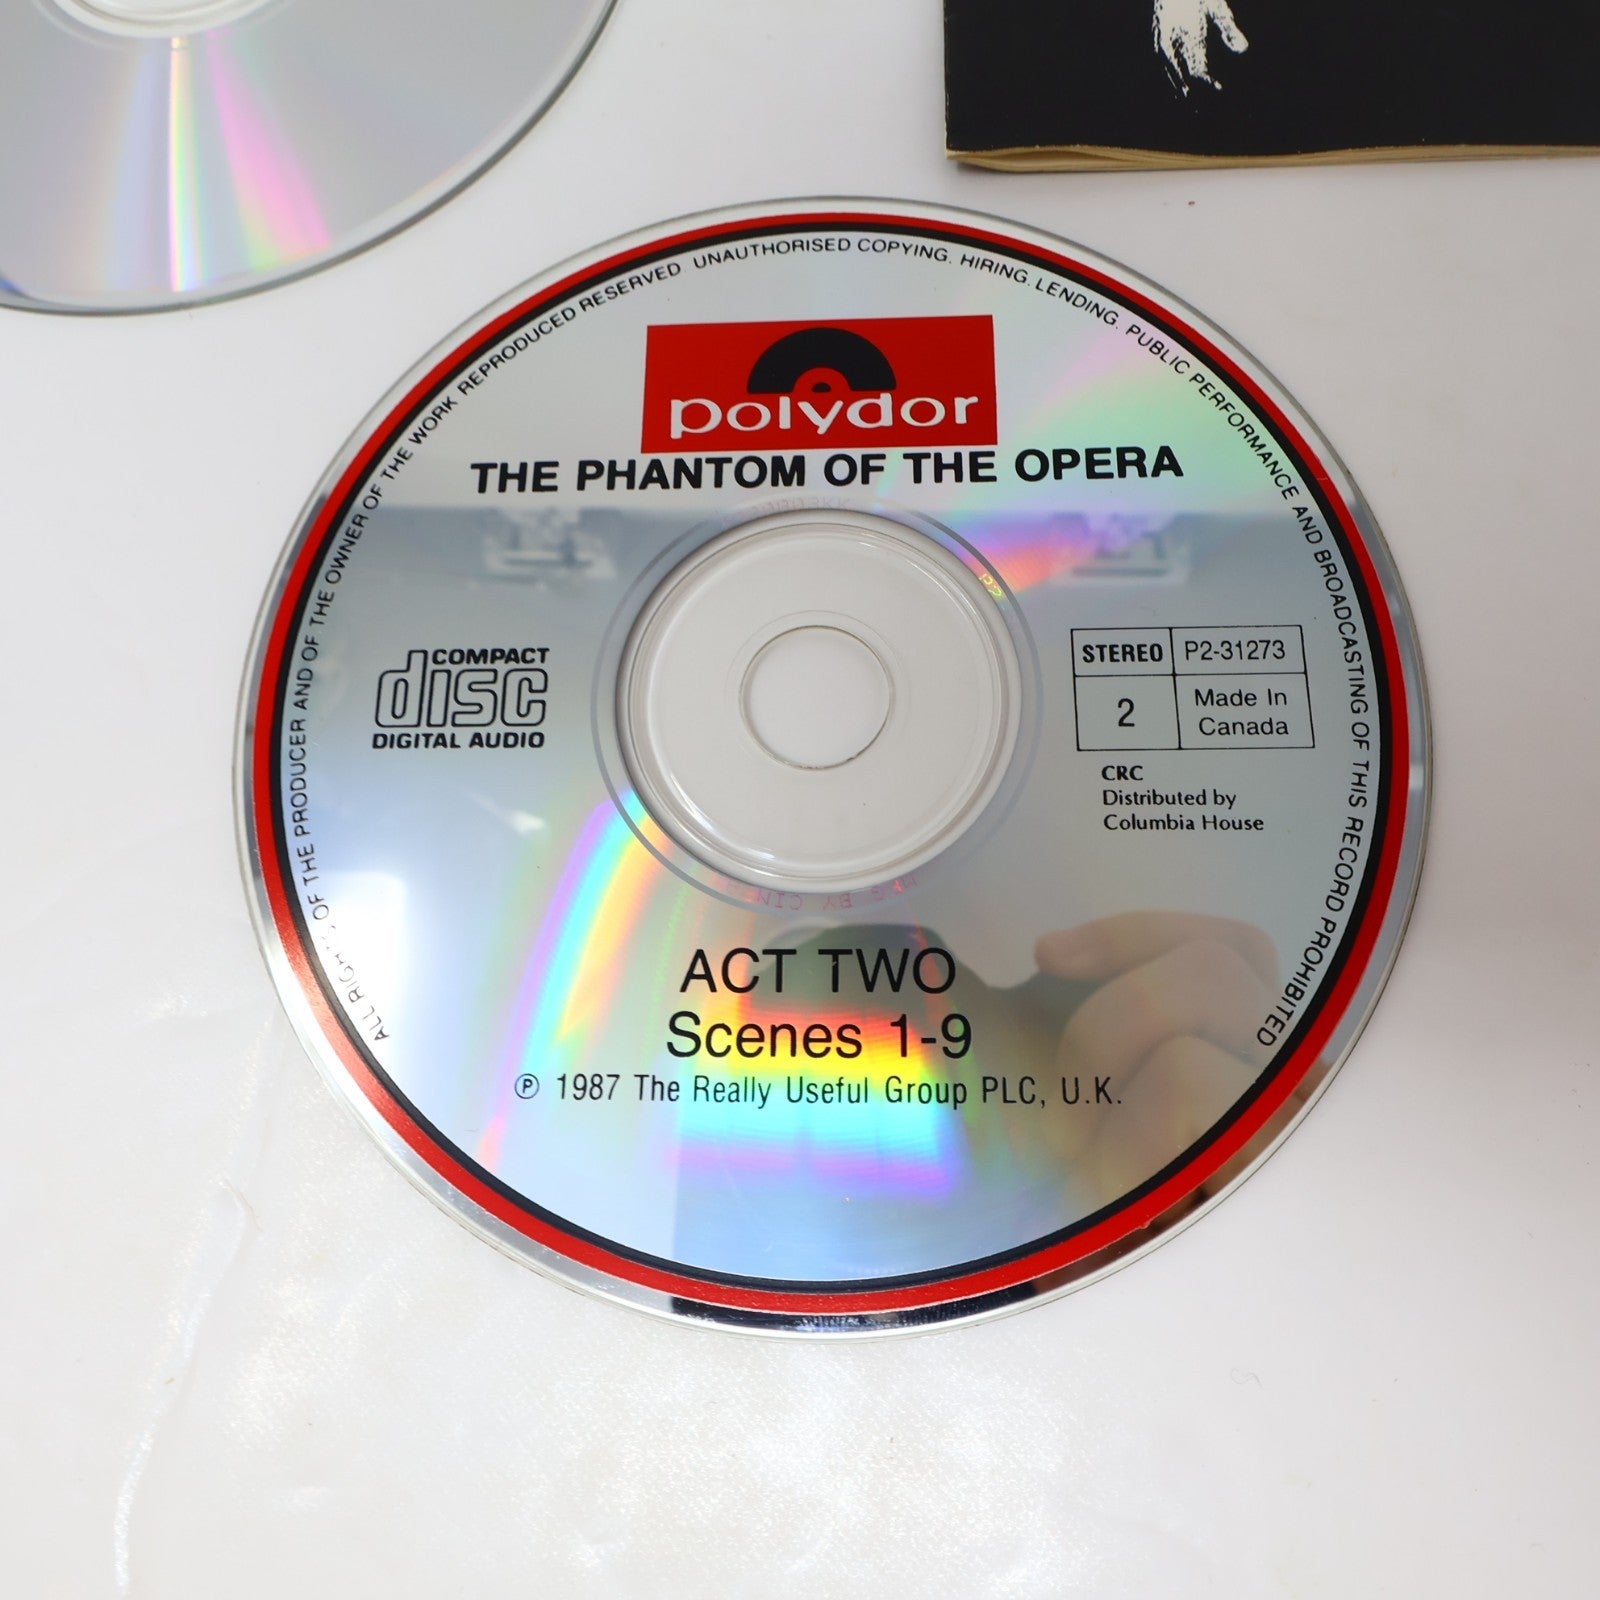 ALL RIGHTS OF THE PRODUCER AND OF THE OWNER OF THE WORK REPRODUCED RESERVED UNAUTHORISED COPYING. HIRING. LENDING. PUBLIC PERFORMANCE AND BROADCASTING OF THIS RECORD PROHIBITED
polydor
THE PHANTOM OF THE OPERA
COMPACT
disc
DIGITAL AUDIO
STEREO P2-31273
2 Made In
Canada
CRC
Distributed by
Columbia House
ACT TWO
Scenes 1-9
℗ 1987 The Really Useful Group PLC, U.K.